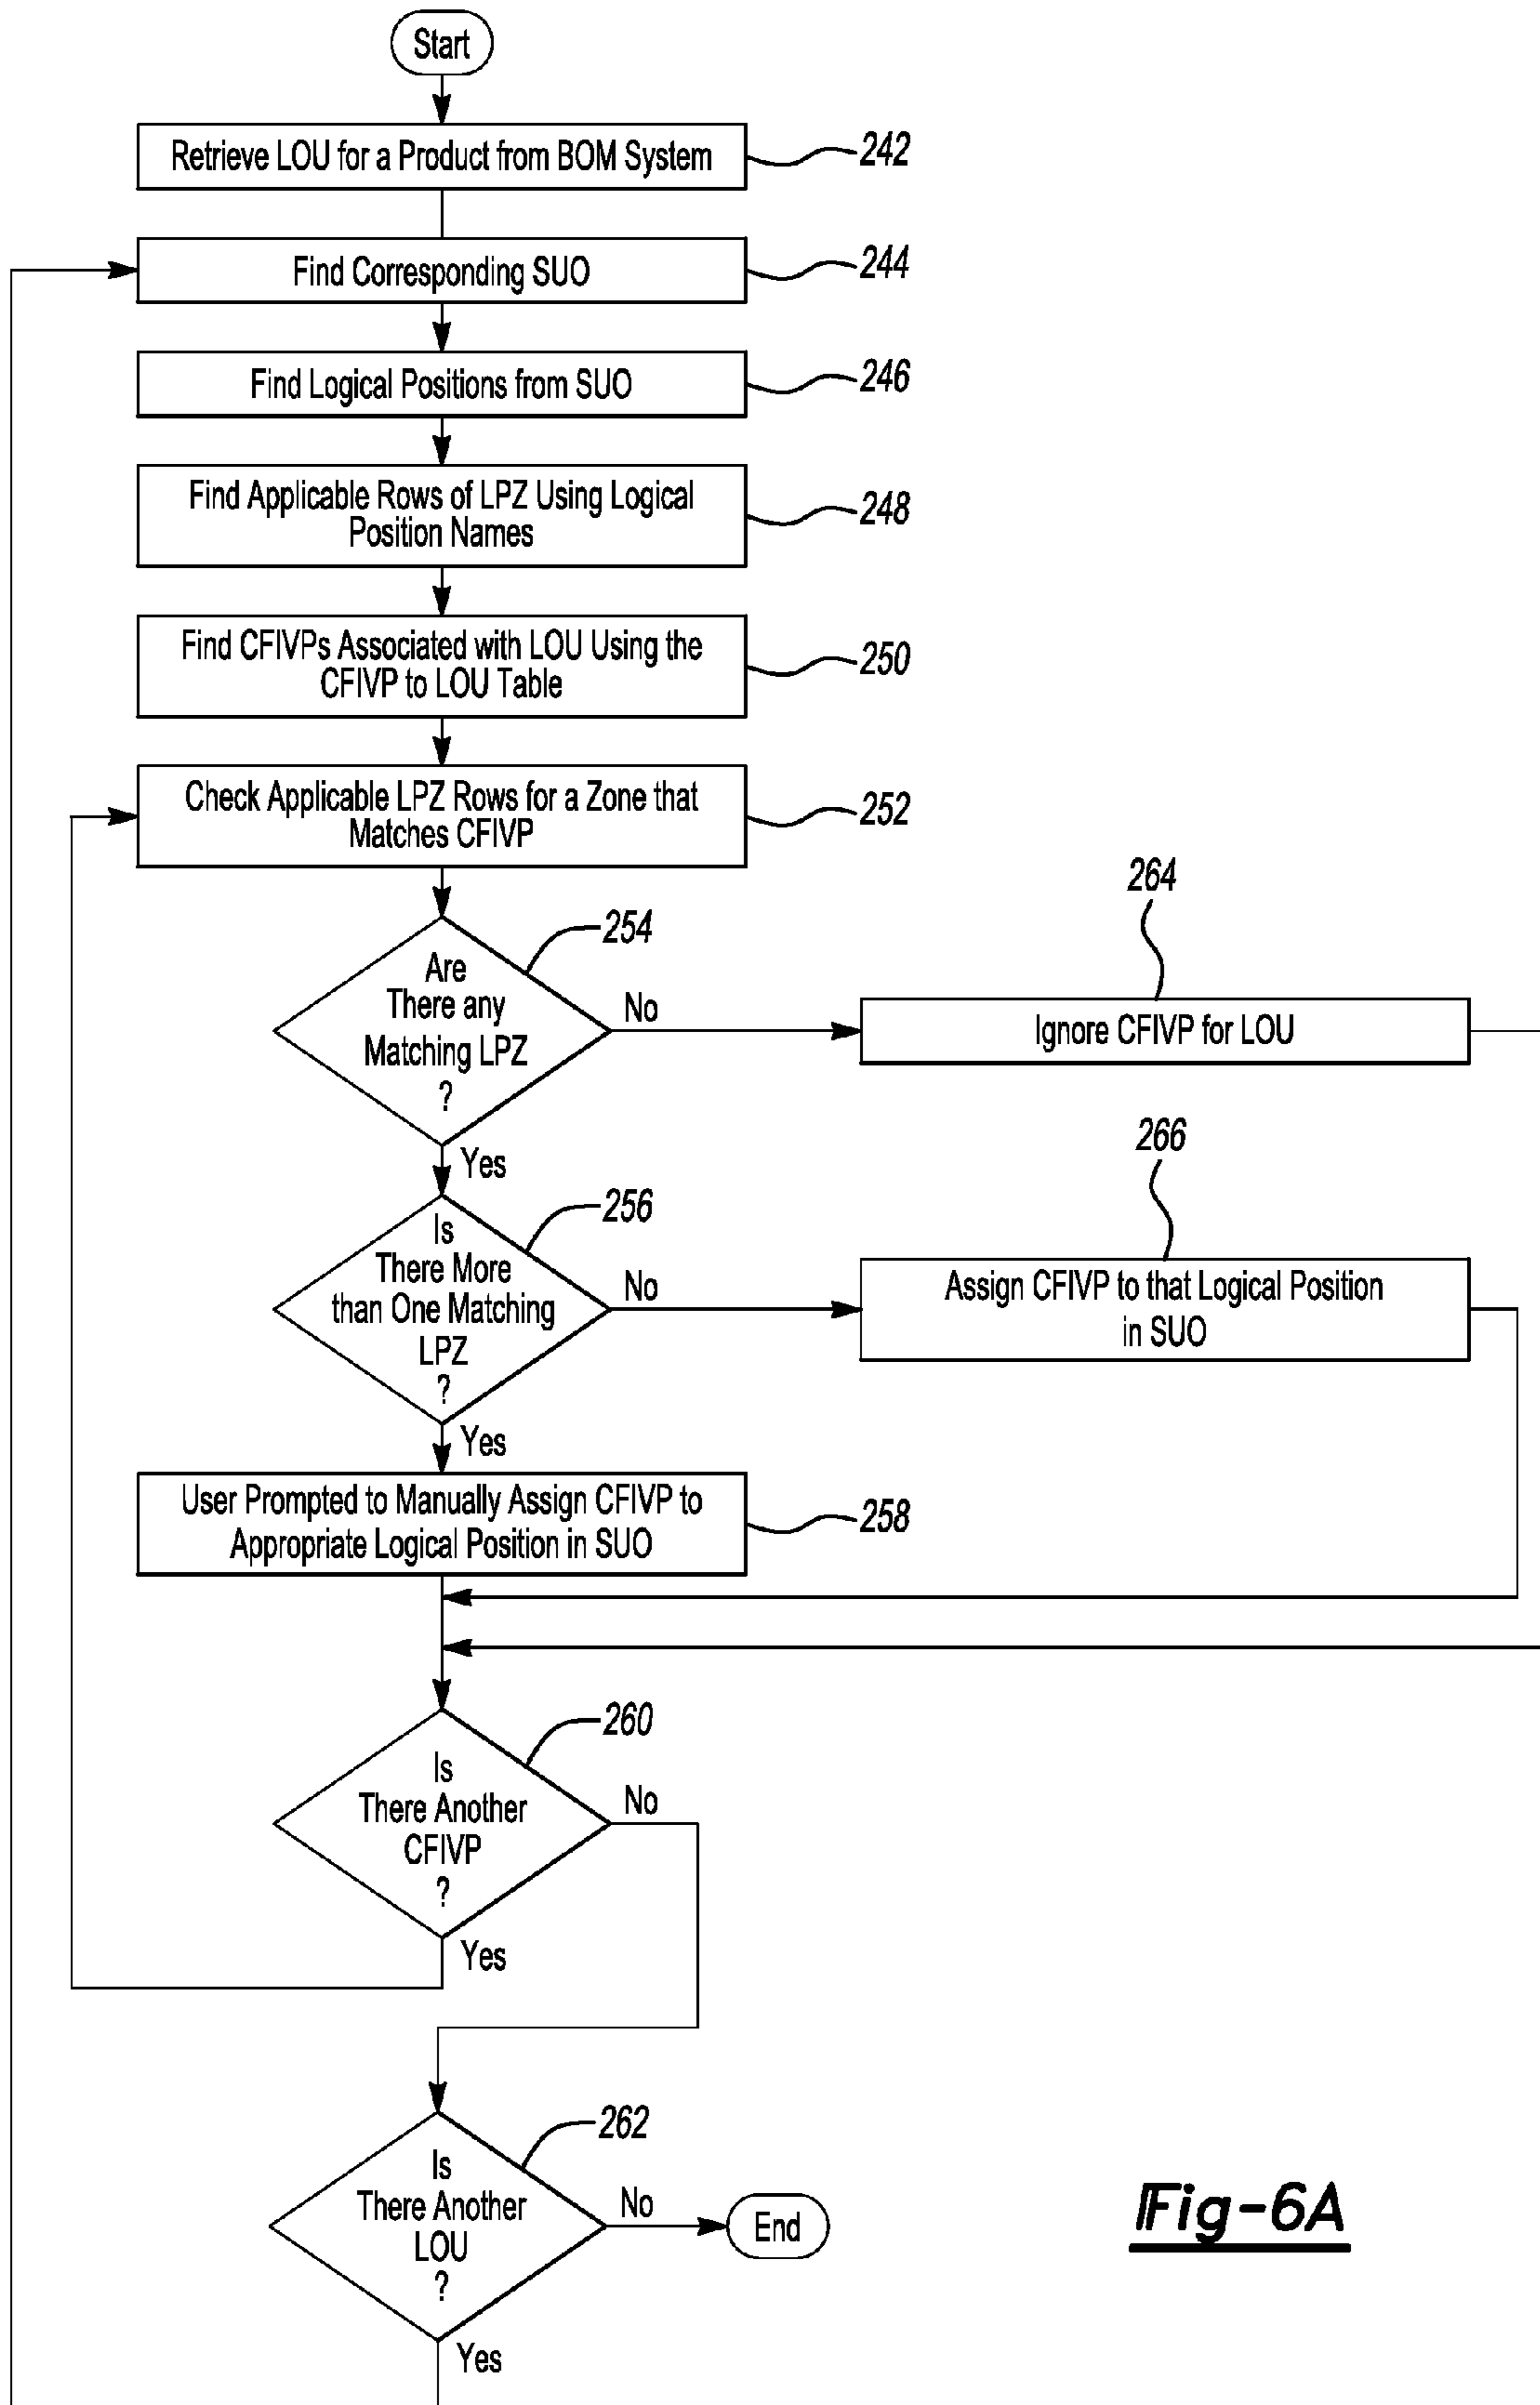 Start
Retrieve LOU for a Product from BOM System
242
Find Corresponding SUO
244
Find Logical Positions from SUO
246
Find Applicable Rows of LPZ Using Logical
Position Names
248
Find CFIVPs Associated with LOU Using the
CFIVP to LOU Table
250
Check Applicable LPZ Rows for a Zone that
Matches CFIVP
252
254
Are
There any
Matching LPZ
?
No
264
Ignore CFIVP for LOU
Yes
256
Is
There More
than One Matching
LPZ
?
No
266
Assign CFIVP to that Logical Position
in SUO
Yes
User Prompted to Manually Assign CFIVP to
Appropriate Logical Position in SUO
258
260
Is
There Another
CFIVP
?
No
Yes
262
Is
There Another
LOU
?
No
End
Yes
Fig-6A